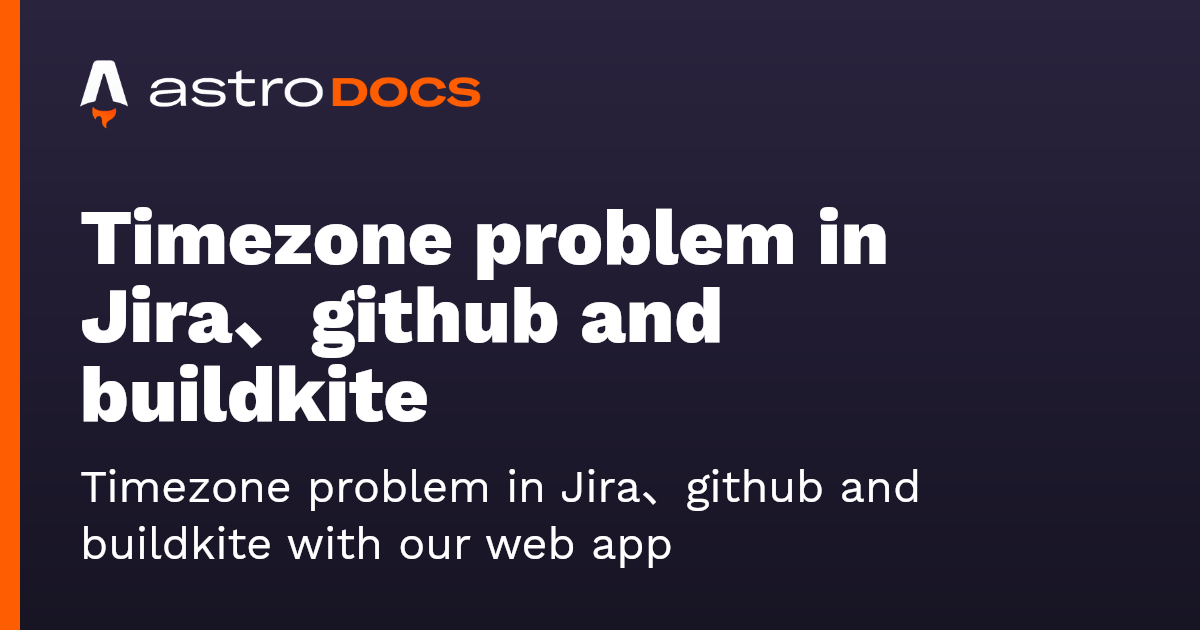 astro DOCS
Timezone problem in
Jira、github and
buildkite
Timezone problem in Jira、github and
buildkite with our web app